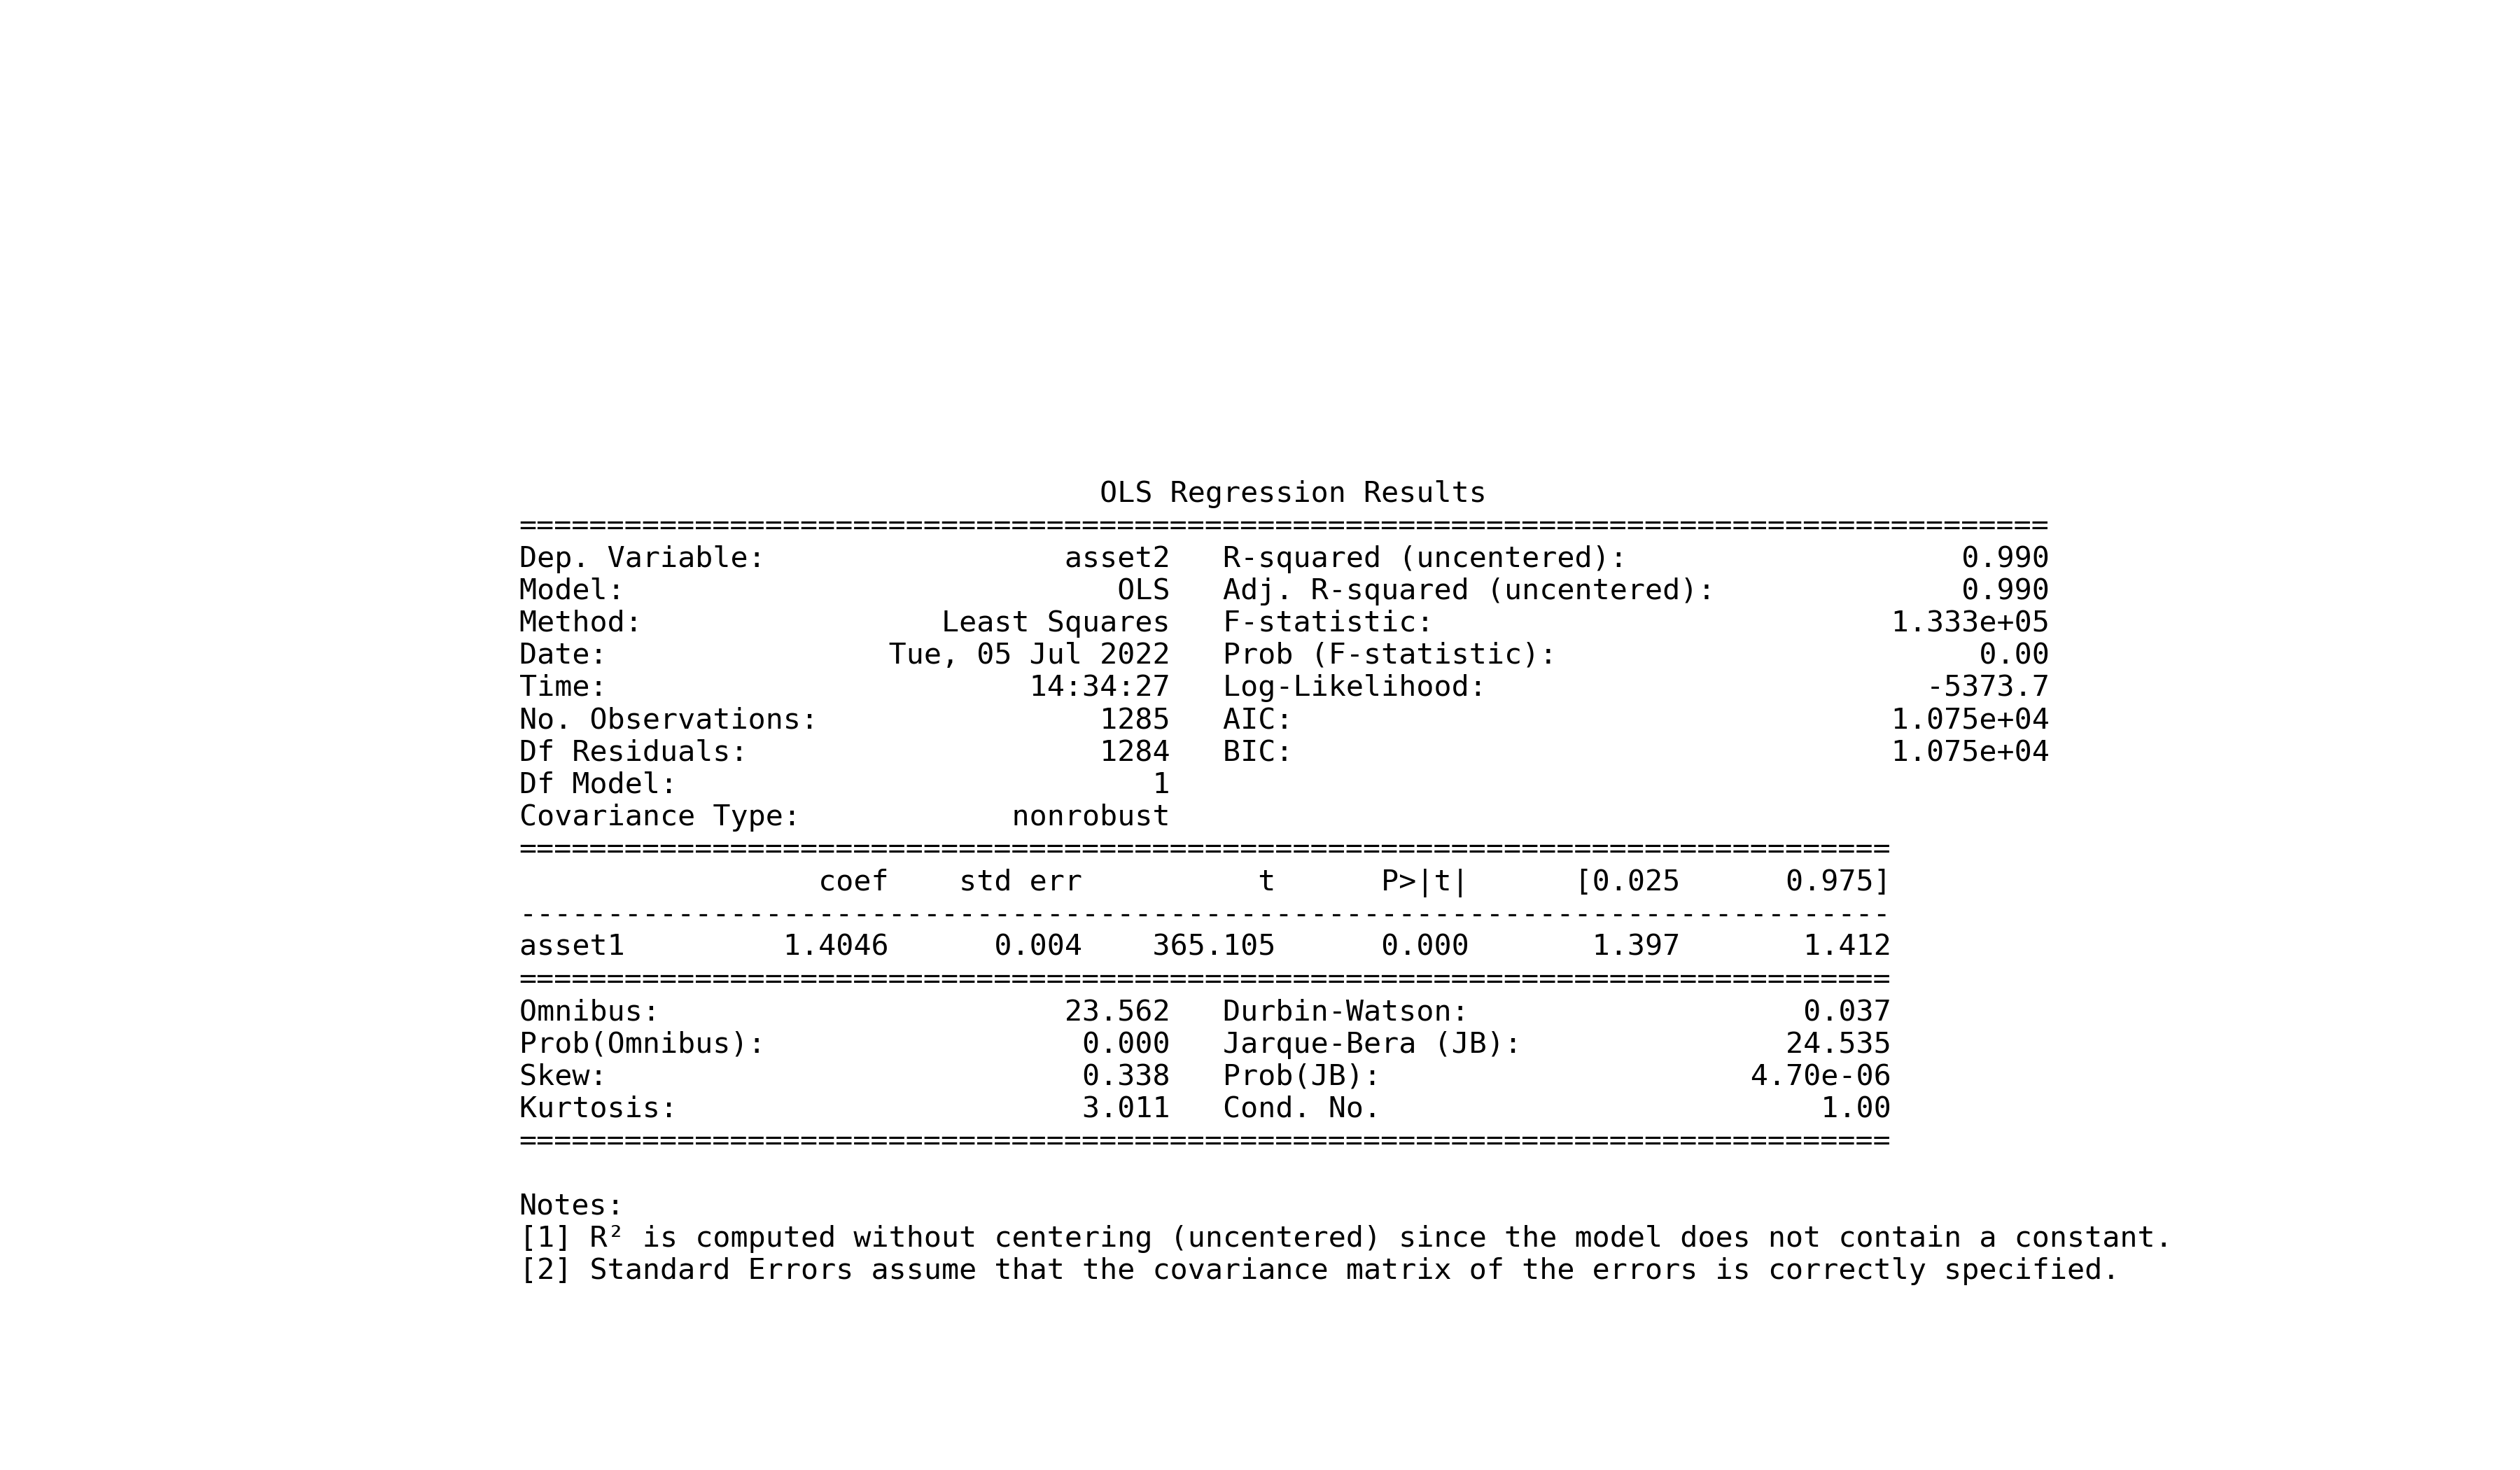 OLS Regression Results
=======================================================================================
Dep. Variable:                 asset2   R-squared (uncentered):                   0.990
Model:                            OLS   Adj. R-squared (uncentered):              0.990
Method:                 Least Squares   F-statistic:                          1.333e+05
Date:                Tue, 05 Jul 2022   Prob (F-statistic):                        0.00
Time:                        14:34:27   Log-Likelihood:                         -5373.7
No. Observations:                1285   AIC:                                  1.075e+04
Df Residuals:                    1284   BIC:                                  1.075e+04
Df Model:                           1
Covariance Type:            nonrobust
==============================================================================
                 coef    std err          t      P>|t|      [0.025      0.975]
------------------------------------------------------------------------------
asset1         1.4046      0.004    365.105      0.000       1.397       1.412
==============================================================================
Omnibus:                       23.562   Durbin-Watson:                   0.037
Prob(Omnibus):                  0.000   Jarque-Bera (JB):               24.535
Skew:                           0.338   Prob(JB):                     4.70e-06
Kurtosis:                       3.011   Cond. No.                         1.00
==============================================================================
Notes:
[1] R² is computed without centering (uncentered) since the model does not contain a constant.
[2] Standard Errors assume that the covariance matrix of the errors is correctly specified.